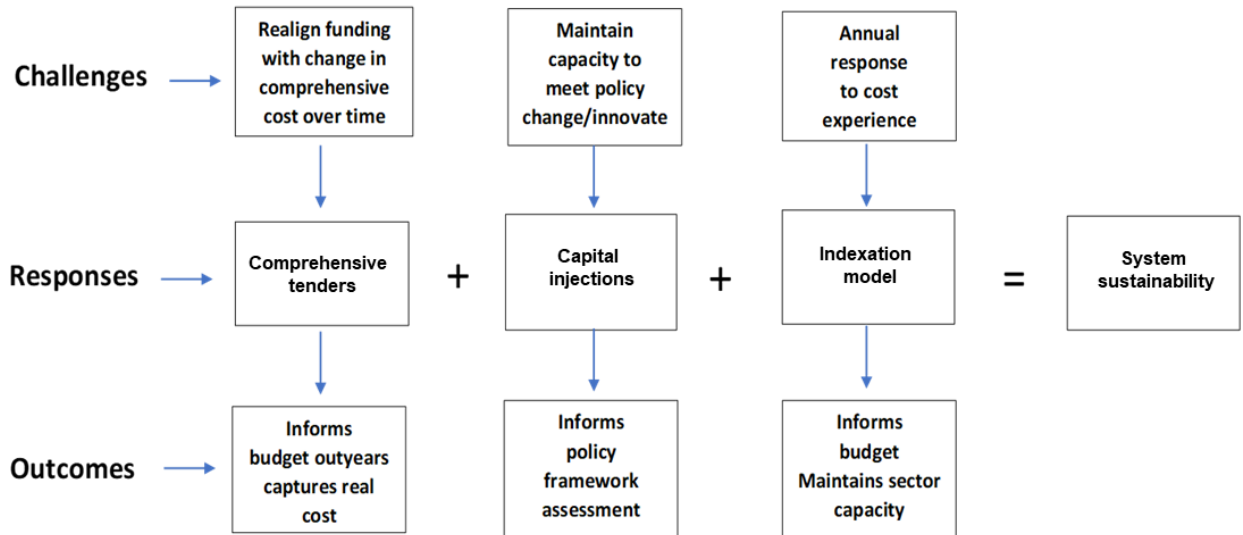 Challenges
Realign funding
with change in
comprehensive
cost over time
Maintain
capacity to
meet policy
change/innovate
Annual
response
to cost
experience
Responses
Comprehensive
tenders
+
Capital
injections
+
Indexation
model
=
System
sustainability
Outcomes
Informs
budget outyears
captures real
cost
Informs
policy
framework
assessment
Informs
budget
Maintains sector
capacity